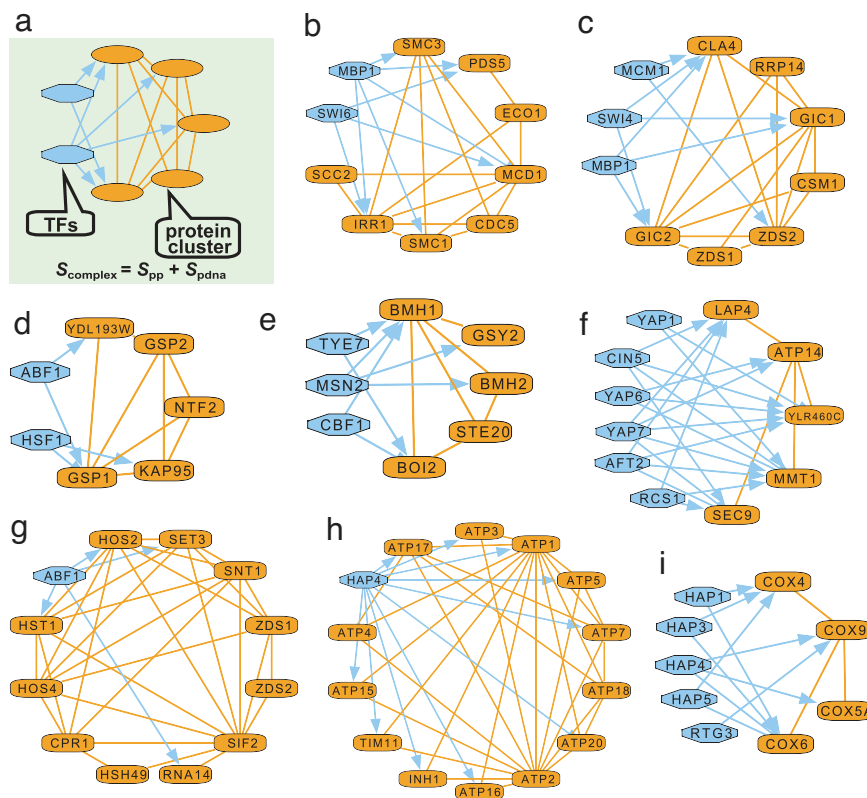 a
TFs
protein
cluster
Scomplex = Spp + Spdna
b
SMC3
MBP1
PDS5
SWI6
ECO1
SCC2
MCD1
IRR1
CDC5
SMC1
c
CLA4
MCM1
RRP14
SWI4
GIC1
MBP1
CSM1
GIC2
ZDS2
ZDS1
d
YDL193W
GSP2
ABF1
NTF2
HSF1
GSP1
KAP95
e
BMH1
TYE7
GSY2
MSN2
BMH2
CBF1
STE20
BOI2
f
LAP4
YAP1
ATP14
CIN5
YAP6
YLR460C
YAP7
AFT2
MMT1
RCS1
SEC9
g
HOS2
SET3
ABF1
SNT1
HST1
ZDS1
HOS4
ZDS2
CPR1
SIF2
HSH49
RNA14
h
ATP3
ATP17
ATP1
HAP4
ATP5
ATP4
ATP7
ATP15
ATP18
TIM11
ATP20
INH1
ATP2
ATP16
i
COX4
HAP1
HAP3
COX9
HAP4
HAP5
COX5A
RTG3
COX6